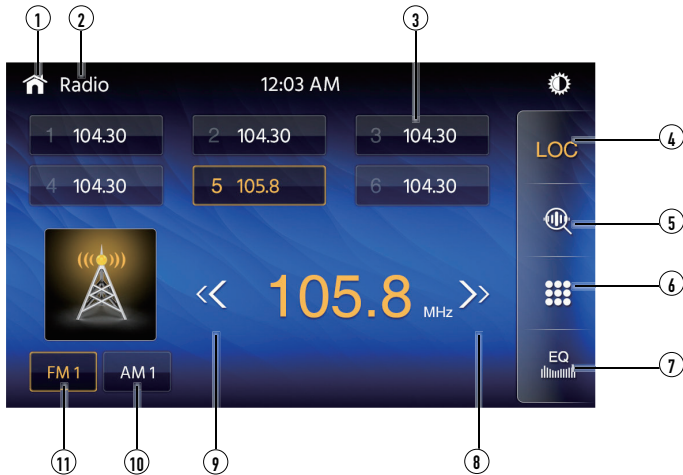 1 2 3
Radio 12:03 AM
1 104.30 2 104.30 3 104.30
LOC 4
4 104.30 5 105.8 6 104.30
5
105.8 MHz
6
EQ 7
FM 1 AM 1
11 10 9 8